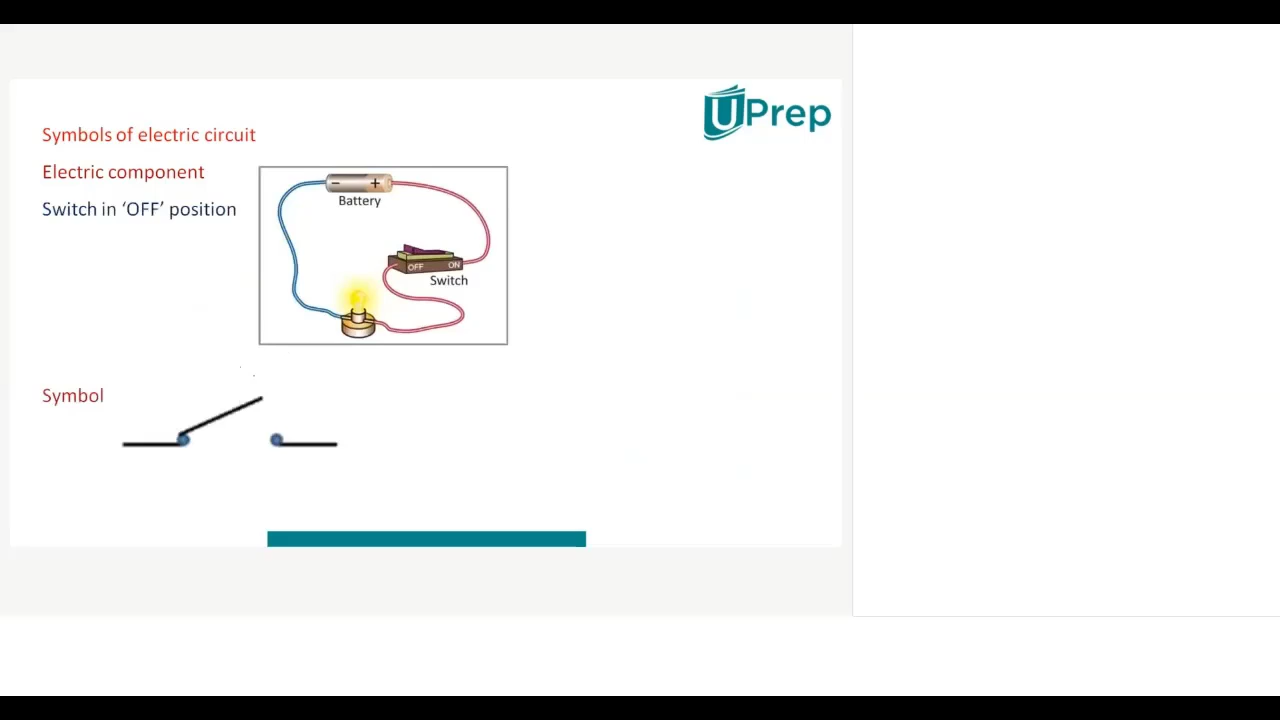 UPrep
Symbols of electric circuit
Electric component
Switch in ‘OFF’ position
− +
Battery
OFF ON
Switch
Symbol